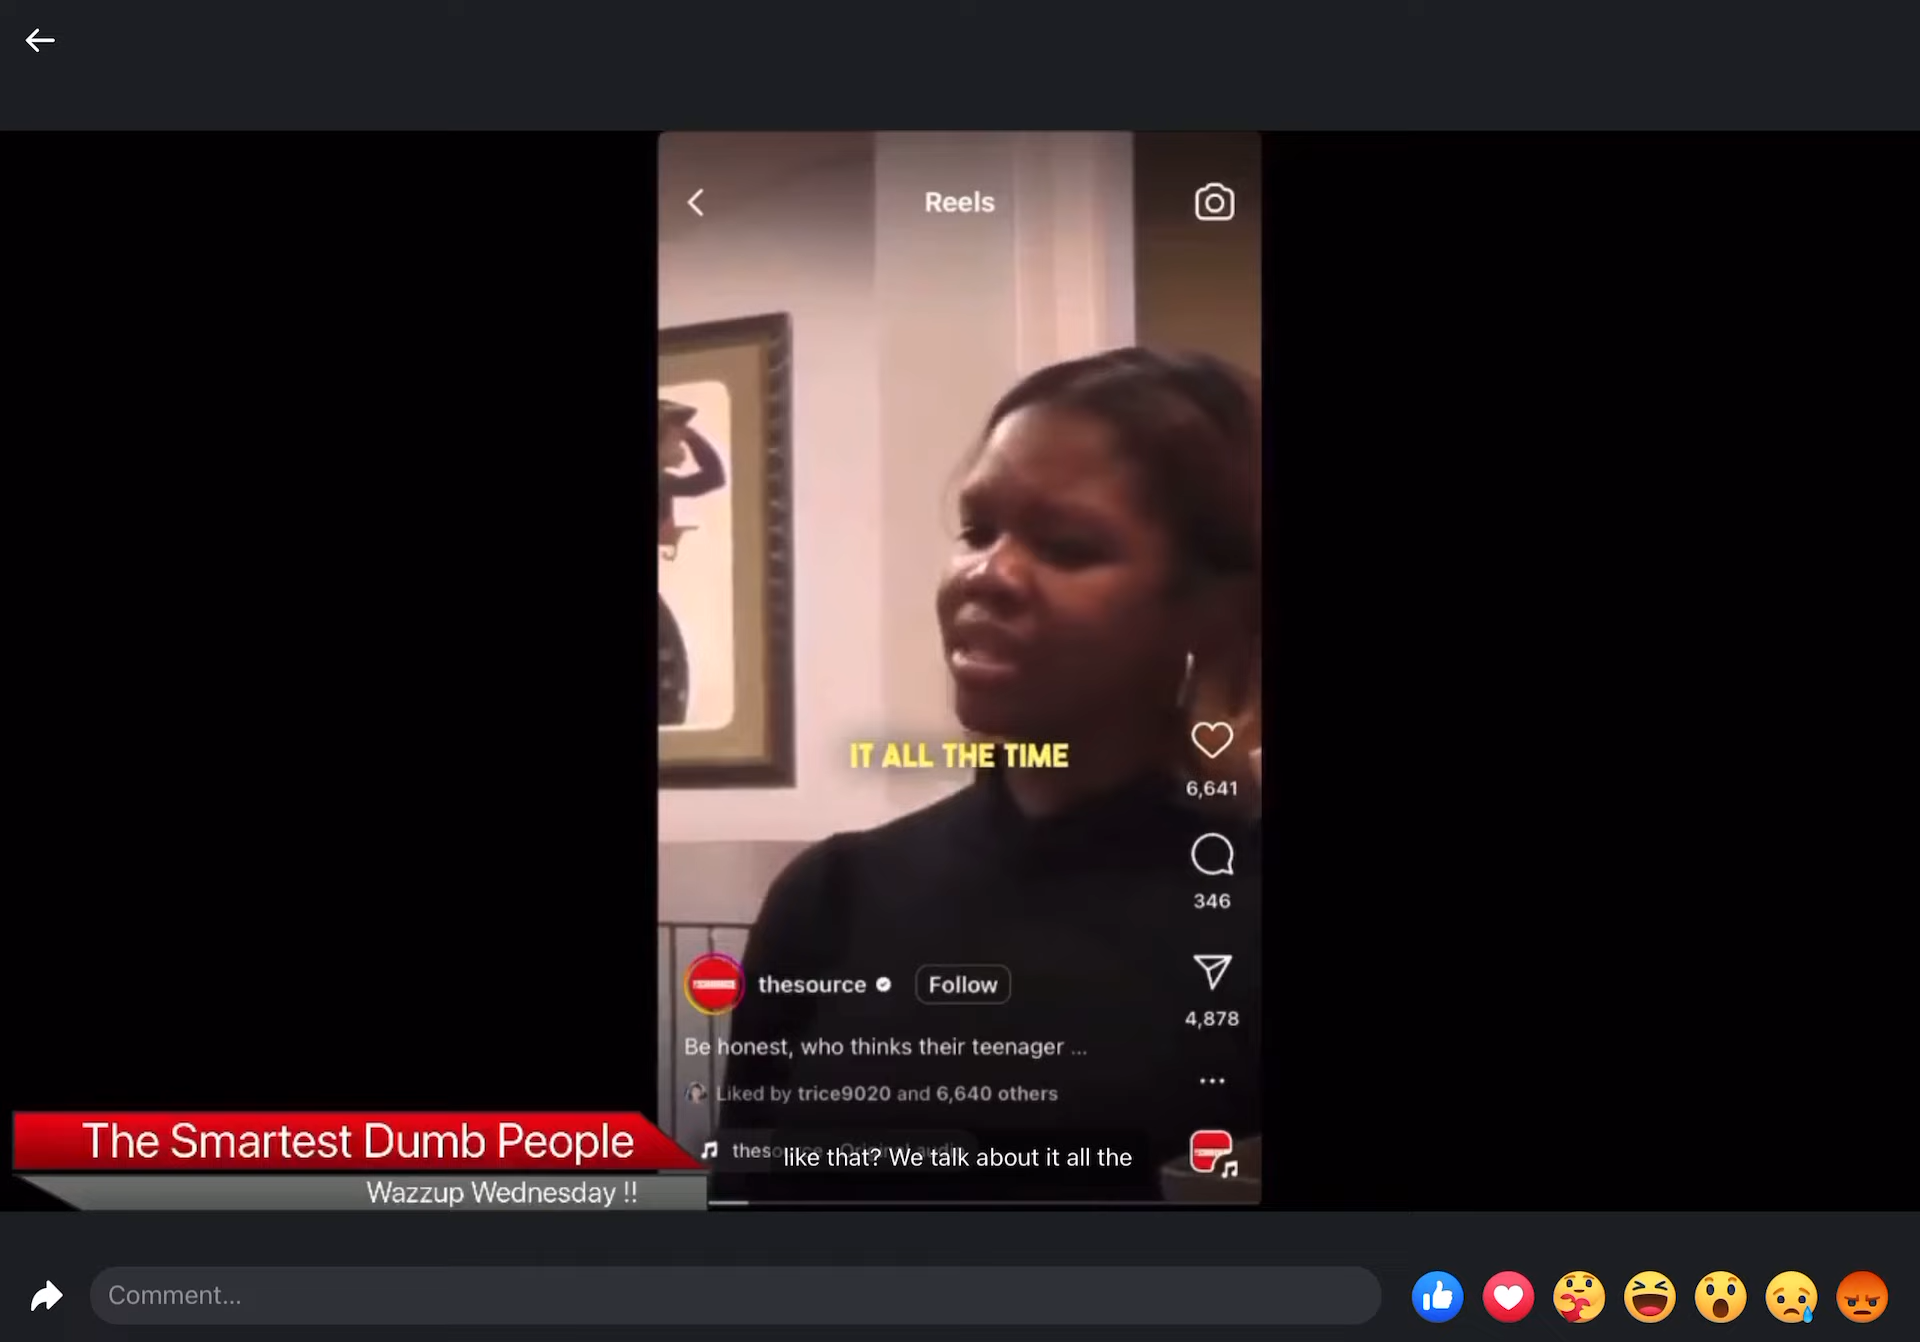 Reels
IT ALL THE TIME
6,641
346
thesource
Follow
4,878
Be honest, who thinks their teenager ...
Liked by trice9020 and 6,640 others
like that? We talk about it all the
The Smartest Dumb People
Wazzup Wednesday !!
Comment...